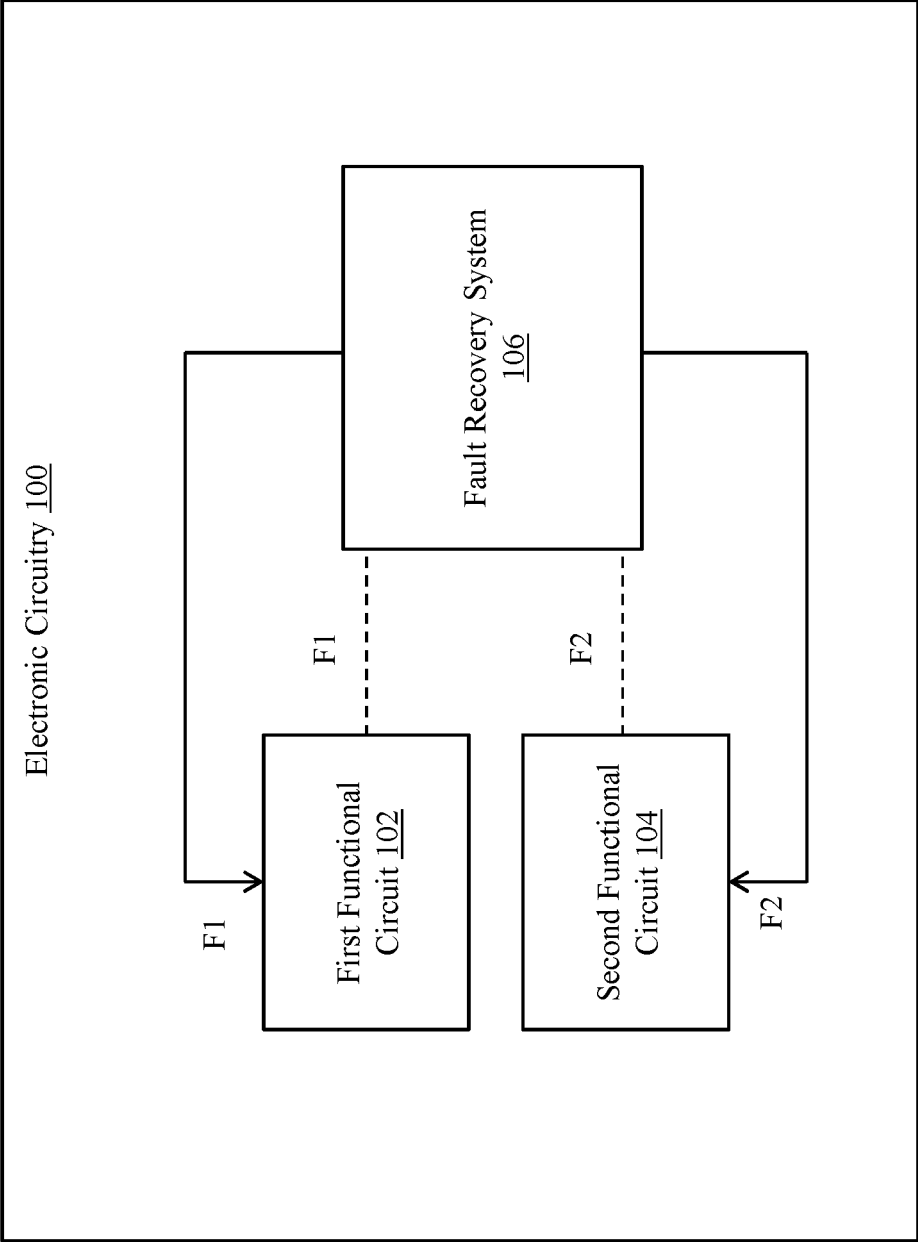 Electronic Circuitry 100
F1
First Functional
Circuit 102
F1
Fault Recovery System
106
F2
Second Functional
Circuit 104
F2